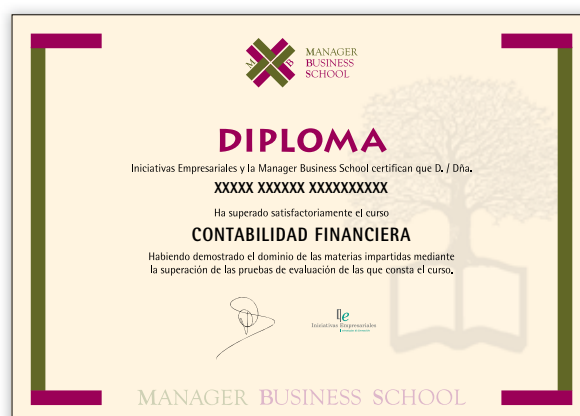 M B
MANAGER
BUSINESS
SCHOOL
DIPLOMA
Iniciativas Empresariales y la Manager Business School certifican que D. / Dña.
XXXXX XXXXXX XXXXXXXXXX
Ha superado satisfactoriamente el curso
CONTABILIDAD FINANCIERA
Habiendo demostrado el dominio de las materias impartidas mediante
la superación de las pruebas de evaluación de las que consta el curso.
Ie
Iniciativas Empresariales
MANAGER BUSINESS SCHOOL